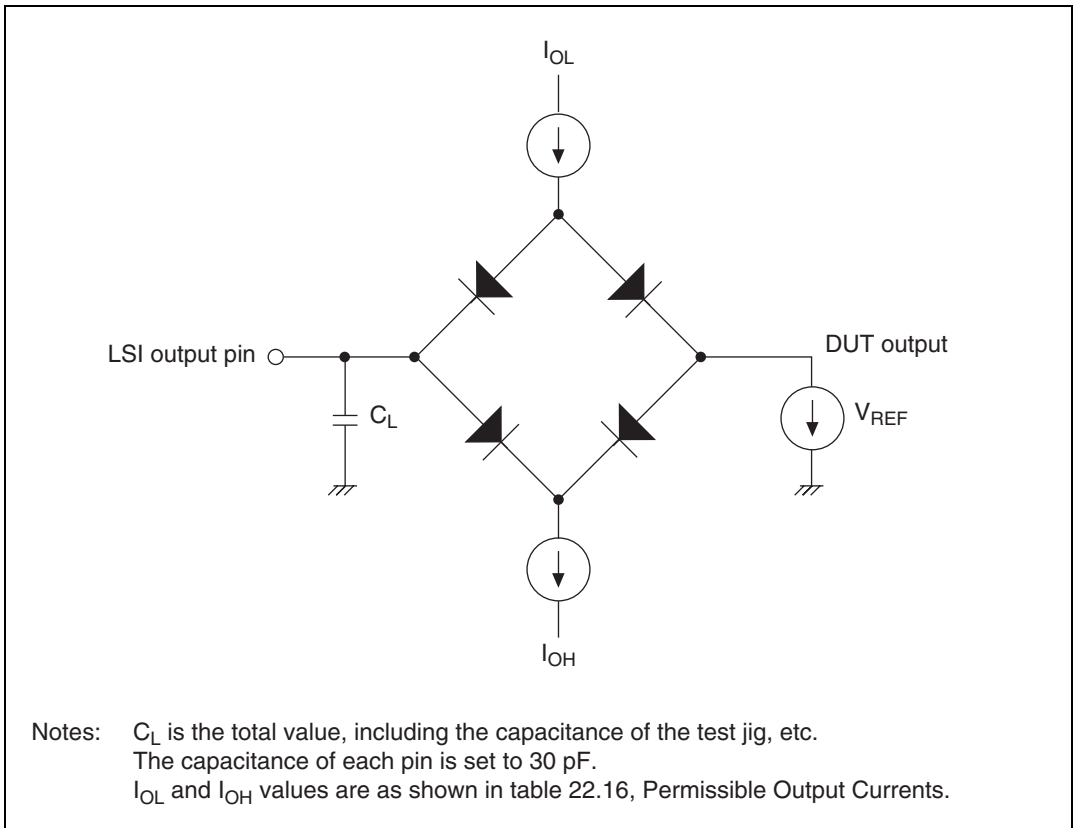 I_OL
LSI output pin
C_L
DUT output
V_REF
I_OH
Notes: C_L is the total value, including the capacitance of the test jig, etc.
The capacitance of each pin is set to 30 pF.
I_OL and I_OH values are as shown in table 22.16, Permissible Output Currents.